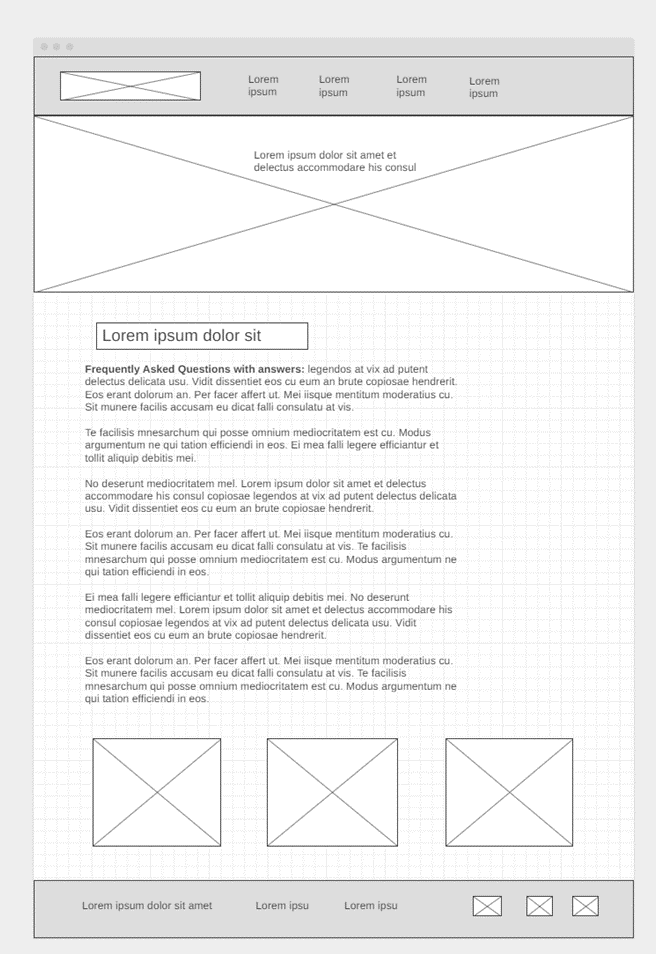 Lorem
ipsum
Lorem
ipsum
Lorem
ipsum
Lorem
ipsum
Lorem ipsum dolor sit amet et
delectus accommodare his consul
Lorem ipsum dolor sit
Frequently Asked Questions with answers: legendos at vix ad putent
delectus delicata usu. Vidit dissentiet eos cu eum an brute copiosae hendrerit.
Eos erant dolorum an. Per facer affert ut. Mei iisque mentitum moderatius cu.
Sit munere facilis accusam eu dicat falli consulatu at vis.
Te facilisis mnesarchum qui posse omnium mediocritatem est cu. Modus
argumentum ne qui tation efficiendi in eos. Ei mea falli legere efficiantur et
tollit aliquip debitis mei.
No deserunt mediocritatem mel. Lorem ipsum dolor sit amet et delectus
accommodare his consul copiosae legendos at vix ad putent delectus delicata
usu. Vidit dissentiet eos cu eum an brute copiosae hendrerit.
Eos erant dolorum an. Per facer affert ut. Mei iisque mentitum moderatius cu.
Sit munere facilis accusam eu dicat falli consulatu at vis. Te facilisis
mnesarchum qui posse omnium mediocritatem est cu. Modus argumentum ne
qui tation efficiendi in eos.
Ei mea falli legere efficiantur et tollit aliquip debitis mei. No deserunt
mediocritatem mel. Lorem ipsum dolor sit amet et delectus accommodare his
consul copiosae legendos at vix ad putent delectus delicata usu. Vidit
dissentiet eos cu eum an brute copiosae hendrerit.
Eos erant dolorum an. Per facer affert ut. Mei iisque mentitum moderatius cu.
Sit munere facilis accusam eu dicat falli consulatu at vis. Te facilisis
mnesarchum qui posse omnium mediocritatem est cu. Modus argumentum ne
qui tation efficiendi in eos.
Lorem ipsum dolor sit amet
Lorem ipsu
Lorem ipsu